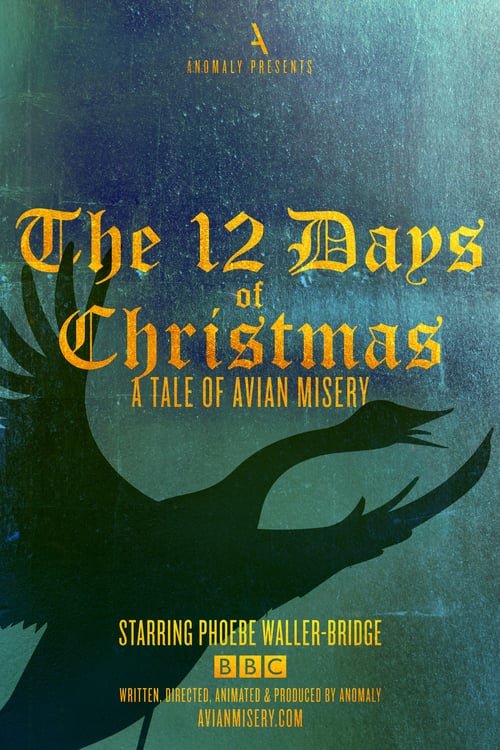 A
ANOMALY PRESENTS
The 12 Days
of
Christmas
A TALE OF AVIAN MISERY
STARRING PHOEBE WALLER-BRIDGE
BBC
WRITTEN, DIRECTED, ANIMATED & PRODUCED BY ANOMALY
AVIANMISERY.COM